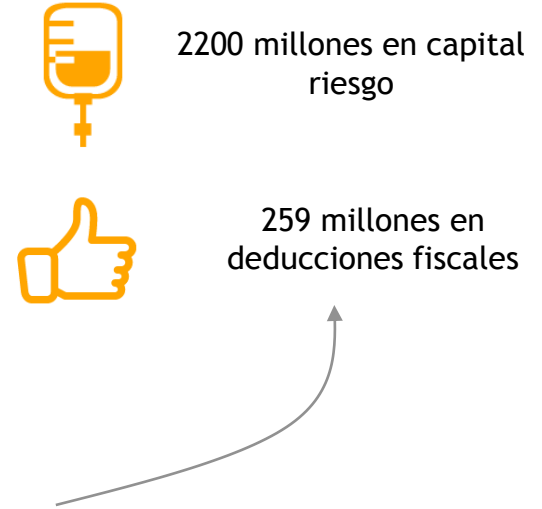 2200 millones en capital
riesgo
259 millones en
deducciones fiscales